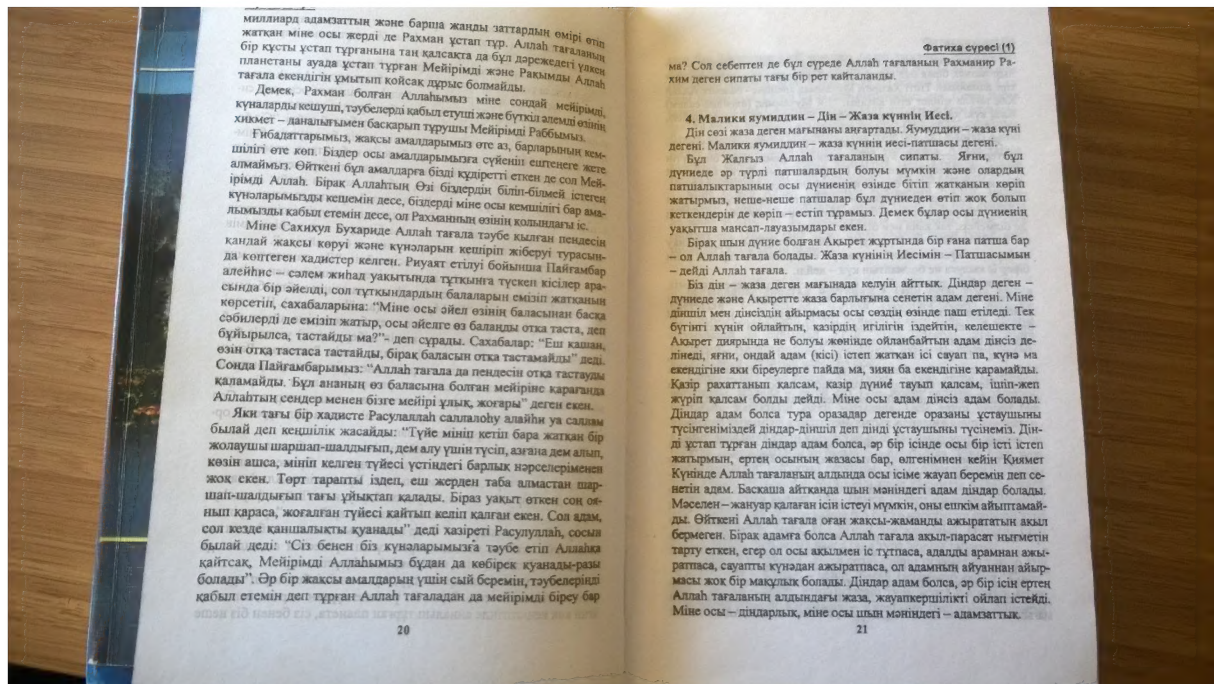 миллиард адамзаттың және барша жанды заттардың өмірі өтіп
жатқан міне осы жерді де Рахман ұстап тұр. Аллаһ тағаланың
бір құсты ұстап тұрғанына таң қалсақта да бұл дәрежедегі үлкен
планетаны ауада ұстап тұрған Мейірімді және Рақымды Аллаһ
тағала екендігін ұмытып қойсақ дұрыс болмайды.
Демек, Рахман болған Аллаһымыз міне сондай мейірімді,
күналарды кешуші, тәубелерді қабыл етуші және бүткіл әлемді өзінің
хикмет – даналығымен басқарып тұрушы Мейірімді Раббымыз.
Ғибадаттарымыз, жақсы амалдарымыз өте аз, барларының кем-
шілігі өте көп. Біздер осы амалдарымызға сүйеніп ештенеге жете
алмаймыз. Өйткені бұл амалдарға бізді құдіретті еткен де сол Мей-
ірімді Аллаһ. Бірақ Аллаһтың Өзі біздердің біліп-білмей істеген
күнәларымызды кешемін десе, біздерді міне осы кемшілігі бар ама-
лымызды қабыл етемін десе, ол Рахманның өзінің қолындағы іс.
Міне Сахихул Бухариде Аллаһ тағала тәубе қылған пендесін
қандай жақсы көруі және күнәларын кешіріп жіберуі турасын-
да көптеген хадистер келген. Риуаят етілуі бойынша Пайғамбар
алейһис – сәлем жиһад уақытында тұтқынға түскен кісілер ара-
сында бір әйелді, сол тұтқындардың балаларын емізіп жатқанын
көрсетіп, сахабаларына: “Міне осы әйел өзінің баласынан басқа
сәбилерді де емізіп жатыр, осы әйелге өз баланды отқа таста, деп
бұйырылса, тастайды ма?”- деп сұрады. Сахабалар: “Еш қашан,
өзін отқа тастаса тастайды, бірақ баласын отқа тастамайды” деді.
Сонда Пайғамбарымыз: “Аллаһ тағала да пендесін отқа тастауды
қаламайды. Бұл ананың өз баласына болған мейіріне қарағанда
Аллаһтың сендер менен бізге мейірі ұлық, жоғары” деген екен.
Яки тағы бір хадисте Расулаллаһ саллалоһу алайһи уа саллам
былай деп кеңшілік жасайды: “Түйе мініп кетіп бара жатқан бір
жолаушы шаршап-шалдығып, дем алу үшін түсіп, азғана дем алып,
көзін ашса, мініп келген түйесі үстіндегі барлық нәрселеріменен
жоқ екен. Төрт тарапты іздеп, еш жерден таба алмастан шар-
шап-шалдығып тағы ұйықтап қалады. Біраз уақыт өткен соң оя-
нып қараса, жоғалған түйесі қайтып келіп қалған екен. Сол адам,
сол кезде қаншалықты қуанады” деді хазіреті Расулуллаһ, сосын
былай деді: “Сіз бенен біз күнәларымызға тәубе етіп Аллаһқа
қайтсақ, Мейірімді Аллаһымыз бұдан да көбірек қуанады-разы
болады”. Әр бір жақсы амалдарың үшін сый беремін, тәубелеріңді
қабыл етемін деп тұрған Аллаһ тағаладан да мейірімді біреу бар
20
Фатиха сүресі (1)
ма? Сол себептен де бұл сүреде Аллаһ тағаланың Рахманир Ра-
хим деген сипаты тағы бір рет қайталанды.
4. Малики яумиддин – Дін – Жаза күннің Иесі.
Дін сөзі жаза деген мағынаны аңғартады. Яумуддин – жаза күні
дегені. Малики яумиддин – жаза күннің иесі-патшасы дегені.
Бұл Жалғыз Аллаһ тағаланың сипаты. Яғни, бұл
дүниеде әр түрлі патшалардың болуы мүмкін және олардың
патшалықтарының осы дүниенің өзінде бітіп жатқанын көріп
жатырмыз, неше-неше патшалар бұл дүниеден өтіп жоқ болып
кеткендерін де көріп – естіп тұрамыз. Демек бұлар осы дүниенің
уақытша мансап-лауазымдары екен.
Бірақ шын дүние болған Ақырет жұртында бір ғана патша бар
– ол Аллаһ тағала болады. Жаза күнінің Иесімін – Патшасымын
– дейді Аллаһ тағала.
Біз дін – жаза деген мағынада келуін айттық. Діндар деген –
дүниеде және Ақыретте жаза барлығына сенетін адам дегені. Міне
діншіл мен дінсіздің айырмасы осы сөздің өзінде паш етіледі. Тек
бүгінгі күнін ойлайтын, қазірдің игілігін іздейтін, келешекте –
Ақырет диярында не болуы жөнінде ойланбайтын адам дінсіз де-
лінеді, яғни, ондай адам (кісі) істеп жатқан ісі сауап па, күнә ма
екендігіне яки біреулерге пайда ма, зиян ба екендігіне қарамайды.
Қазір рахаттанып қалсам, қазір дүние тауып қалсам, ішіп-жеп
жүріп қалсам болды дейді. Міне осы адам дінсіз адам болады.
Діндар адам болса тура оразадар дегенде оразаны ұстаушыны
түсінгеніміздей діндар-діншіл деп дінді ұстаушыны түсінеміз. Дін-
ді ұстап тұрған діндар адам болса, әр бір ісінде осы бір істі істеп
жатырмын, ертең осының жазасы бар, өлгенімнен кейін Қиямет
Күнінде Аллаһ тағаланың алдында осы ісіме жауап беремін деп се-
нетін адам. Басқаша айтқанда шын мәніндегі адам діндар болады.
Мәселен – жануар қалаған ісін істеуі мүмкін, оны ешкім айыптамай-
ды. Өйткені Аллаһ тағала оған жақсы-жаманды ажырататын ақыл
бермеген. Бірақ адамға болса Аллаһ тағала ақыл-парасат нығметін
тарту еткен, егер ол осы ақылмен іс тұтпаса, адалды арамнан ажы-
ратпаса, сауапты күнәдан ажыратпаса, ол адамның айуаннан айыр-
масы жоқ бір мақұлық болады. Діндар адам болса, әр бір ісін ертең
Аллаһ тағаланың алдындағы жаза, жауапкершілікті ойлап істейді.
Міне осы – діндарлық, міне осы шын мәніндегі – адамзаттық.
21